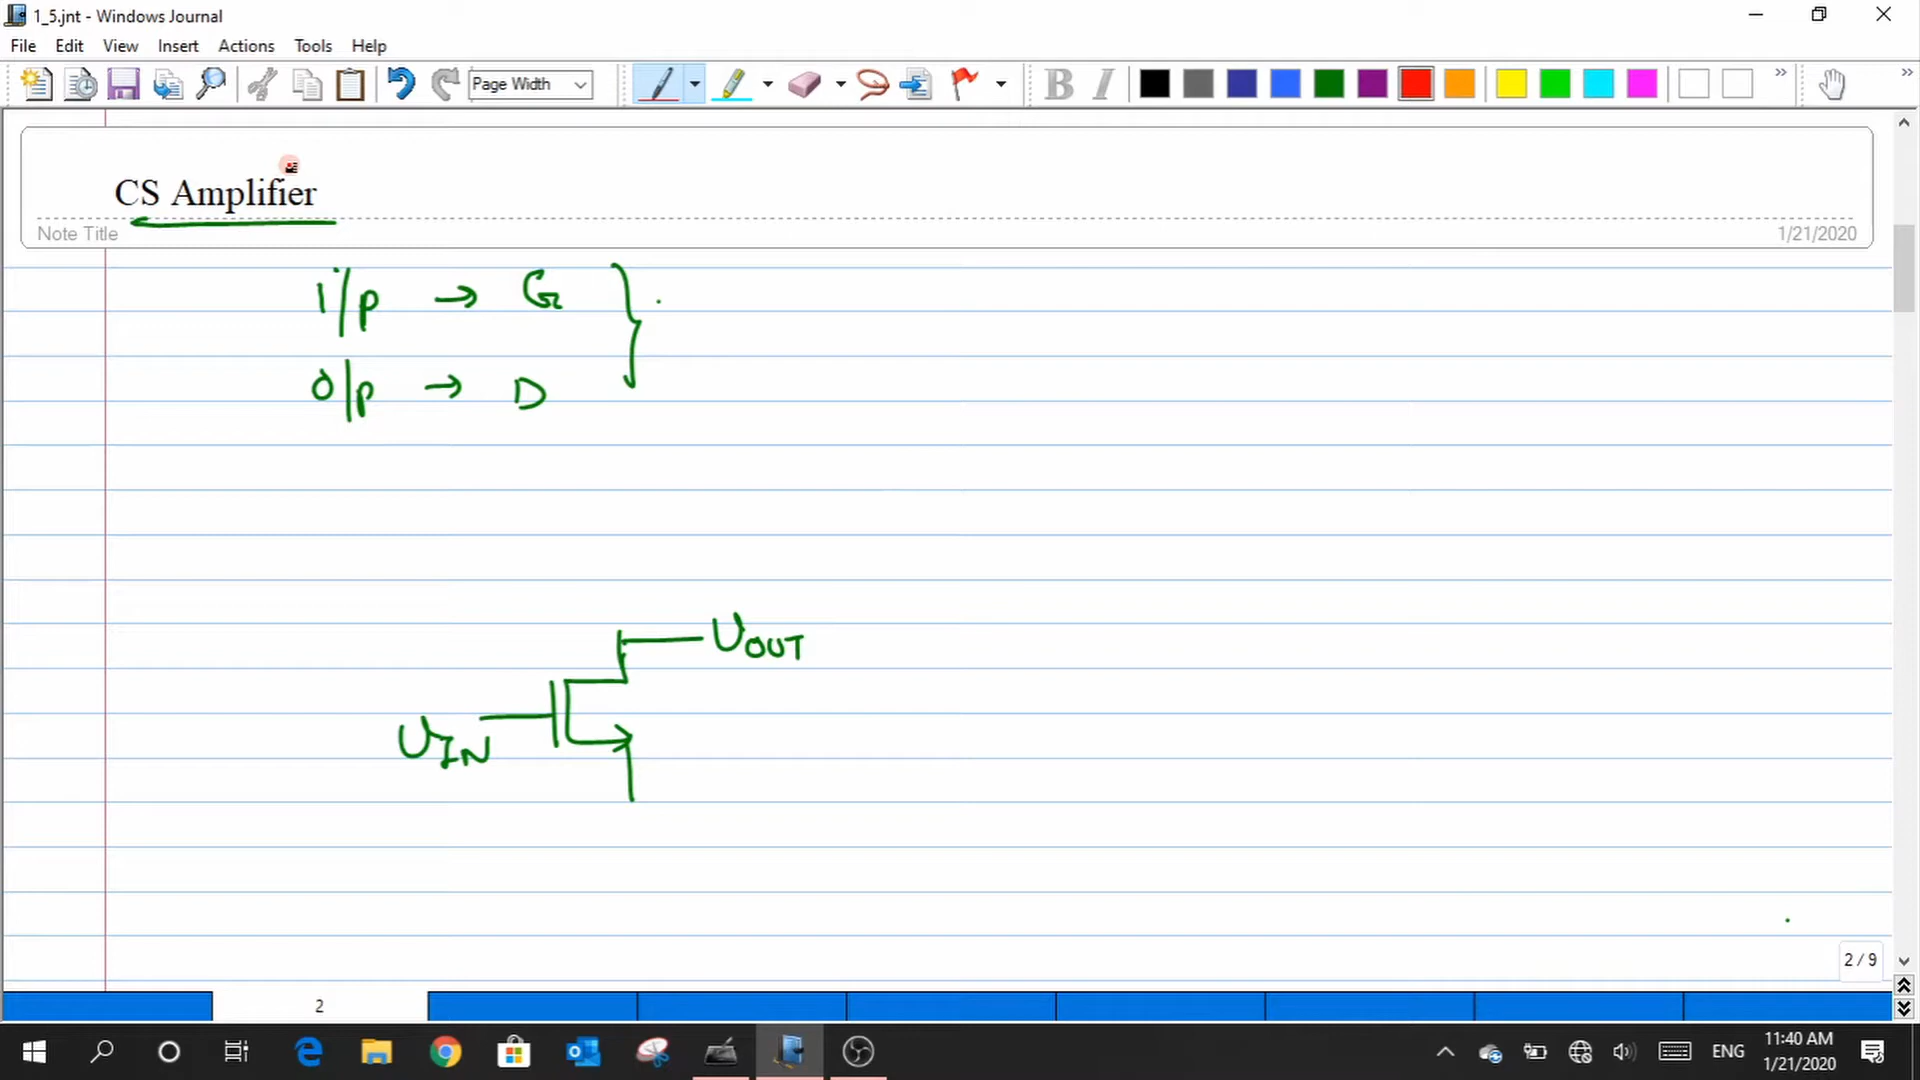 1_5.jnt - Windows Journal
File Edit View Insert Actions Tools Help
Page Width
B I
CS Amplifier
Note Title
1/21/2020
i/p → G
o/p → D
VOUT
VIN
2 / 9
2
ENG
11:40 AM
1/21/2020